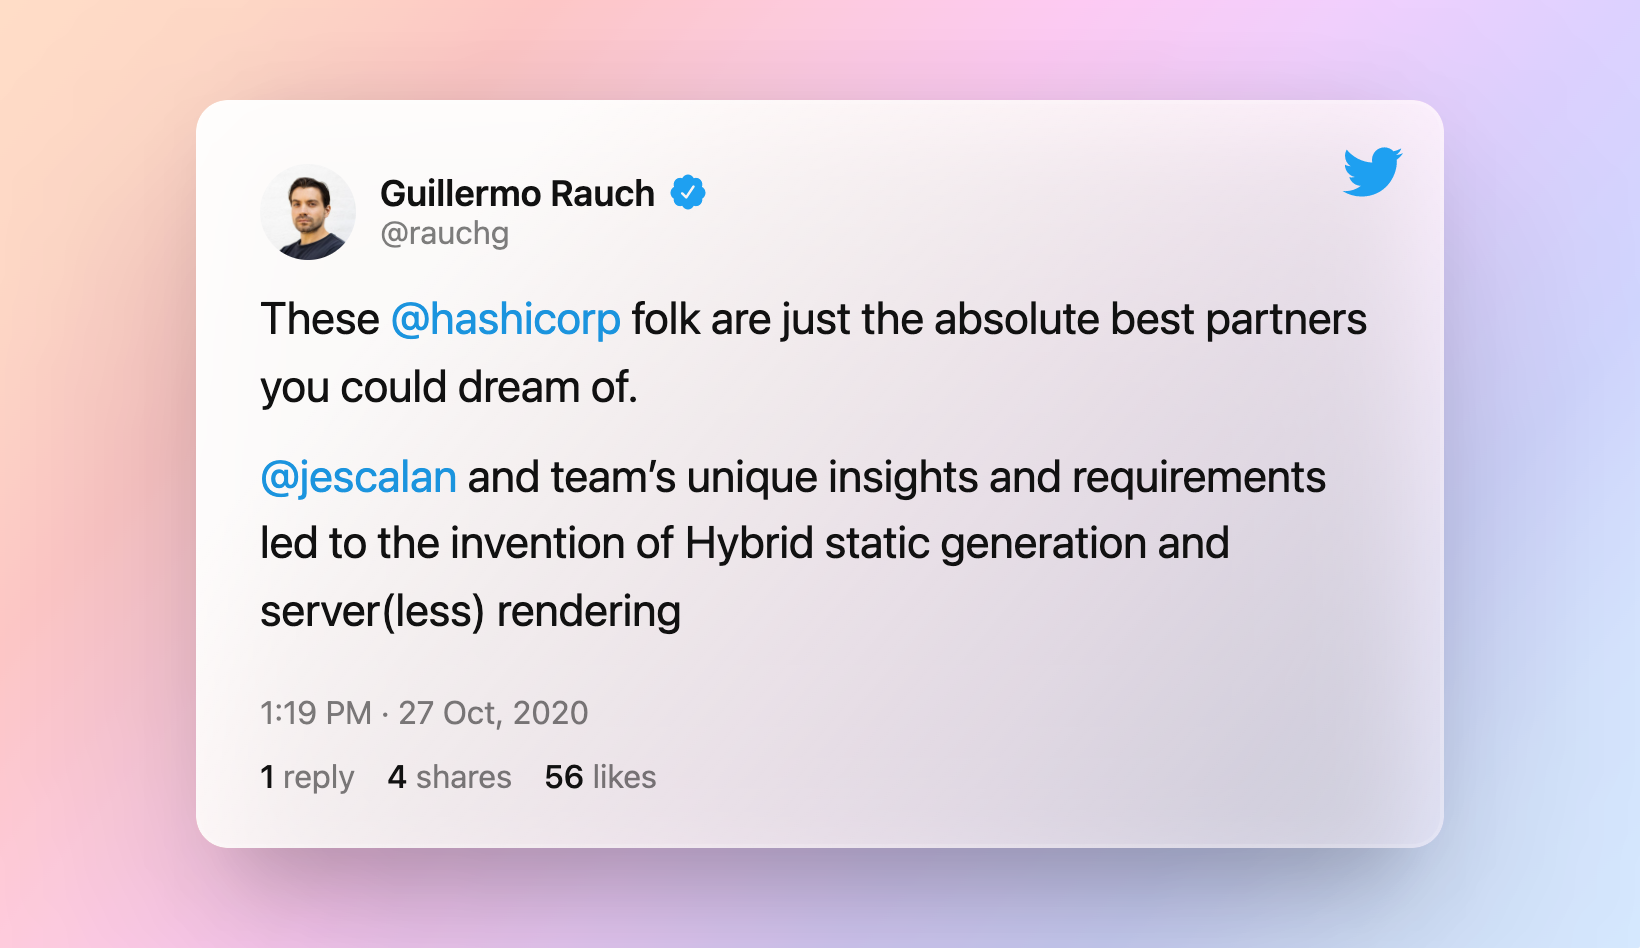 Guillermo Rauch
@rauchg
These @hashicorp folk are just the absolute best partners
you could dream of.
@jescalan and team’s unique insights and requirements
led to the invention of Hybrid static generation and
server(less) rendering
1:19 PM · 27 Oct, 2020
1 reply 4 shares 56 likes